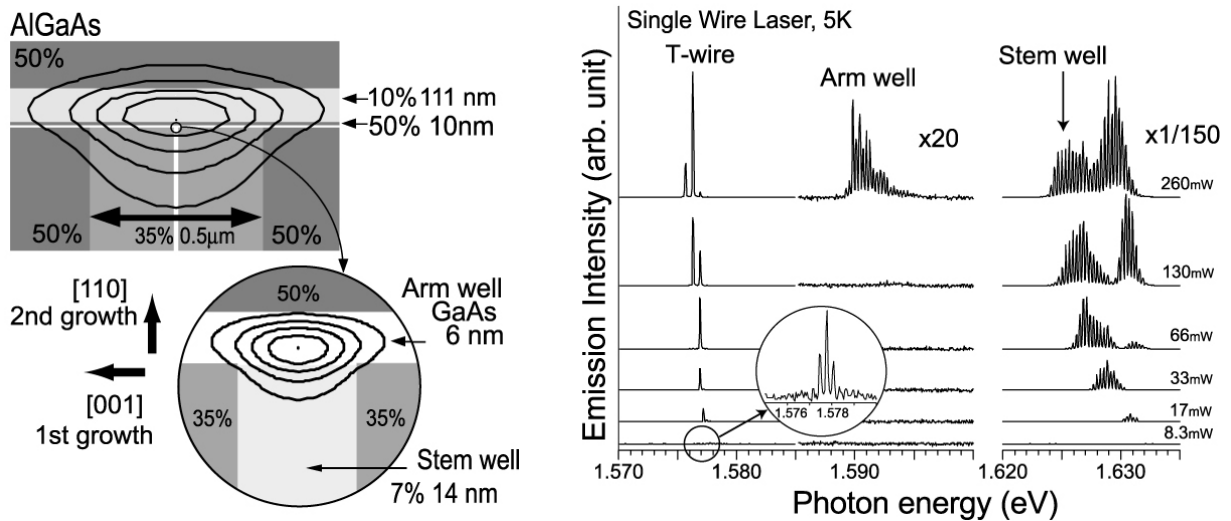 AlGaAs
50%
10% 111 nm
50% 10nm
50%
35% 0.5μm
50%
[110]
2nd growth
[001]
1st growth
50%
Arm well
GaAs
6 nm
35%
35%
Stem well
7% 14 nm
Single Wire Laser, 5K
T-wire
Arm well
Stem well
x20
x1/150
260mW
130mW
66mW
33mW
17mW
8.3mW
1.576
1.578
Emission Intensity (arb. unit)
1.570
1.580
1.590
1.620
1.630
Photon energy (eV)